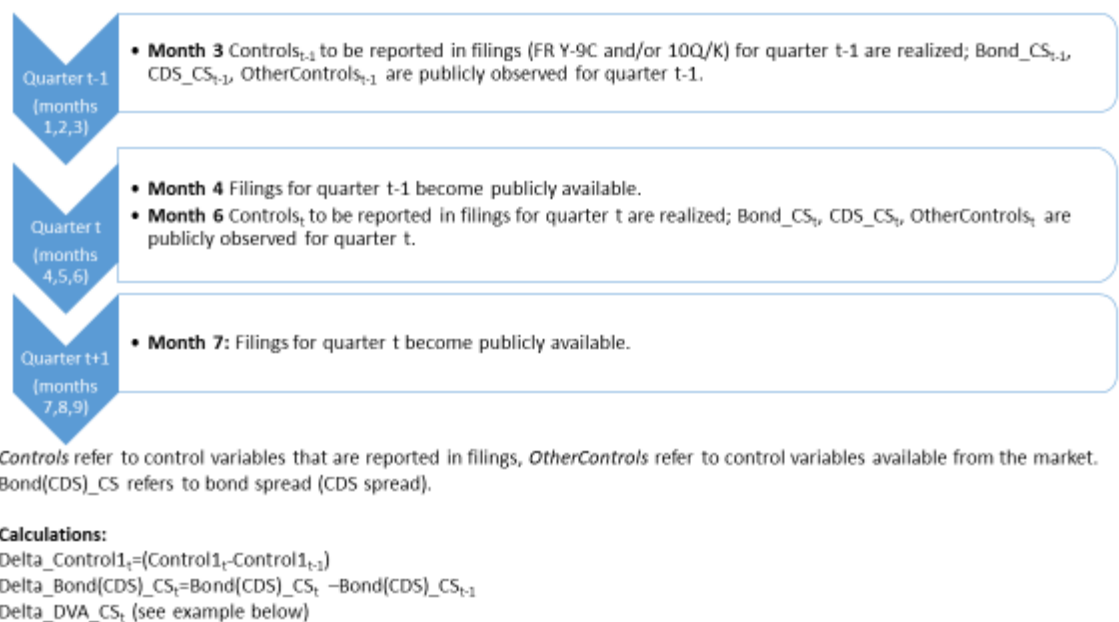 Quarter t-1
(months
1,2,3)
• Month 3 Controlsₜ₋₁ to be reported in filings (FR Y-9C and/or 10Q/K) for quarter t-1 are realized; Bond_CSₜ₋₁,
CDS_CSₜ₋₁, OtherControlsₜ₋₁ are publicly observed for quarter t-1.
Quarter t
(months
4,5,6)
• Month 4 Filings for quarter t-1 become publicly available.
• Month 6 Controlsₜ to be reported in filings for quarter t are realized; Bond_CSₜ, CDS_CSₜ, OtherControlsₜ are
publicly observed for quarter t.
Quarter t+1
(months
7,8,9)
• Month 7: Filings for quarter t become publicly available.
Controls refer to control variables that are reported in filings, OtherControls refer to control variables available from the market.
Bond(CDS)_CS refers to bond spread (CDS spread).
Calculations:
Delta_Control1ₜ=(Control1ₜ-Control1ₜ₋₁)
Delta_Bond(CDS)_CSₜ=Bond(CDS)_CSₜ –Bond(CDS)_CSₜ₋₁
Delta_DVA_CSₜ (see example below)